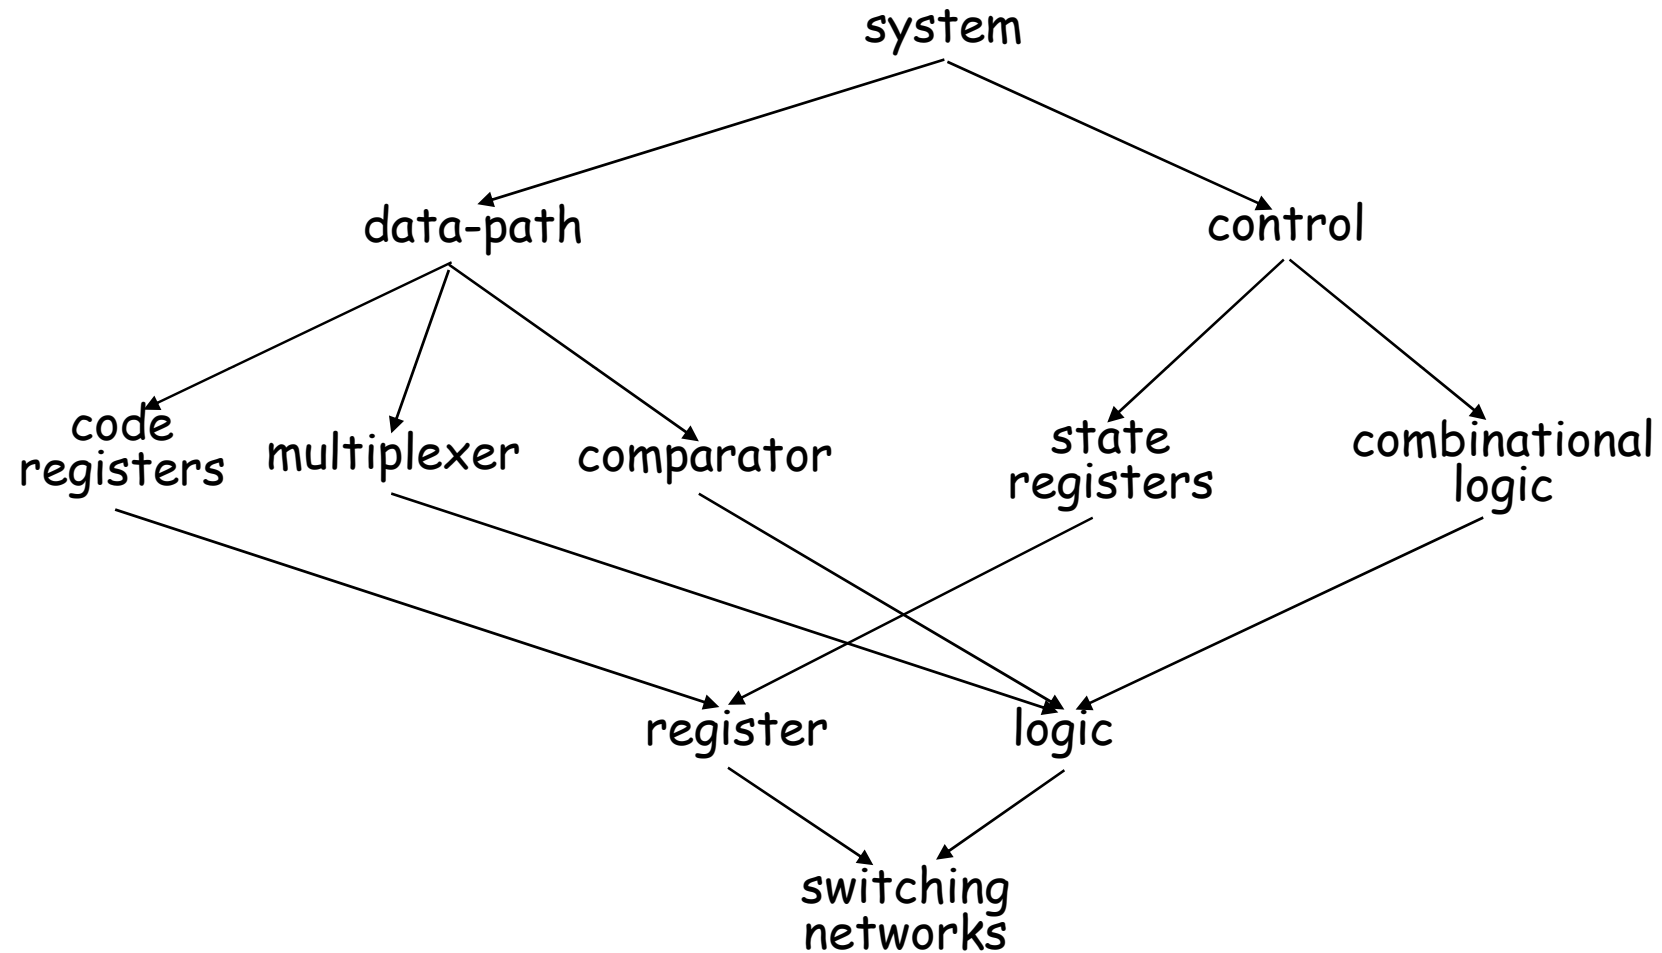 system
data-path
control
code
registers
multiplexer
comparator
state
registers
combinational
logic
register
logic
switching
networks